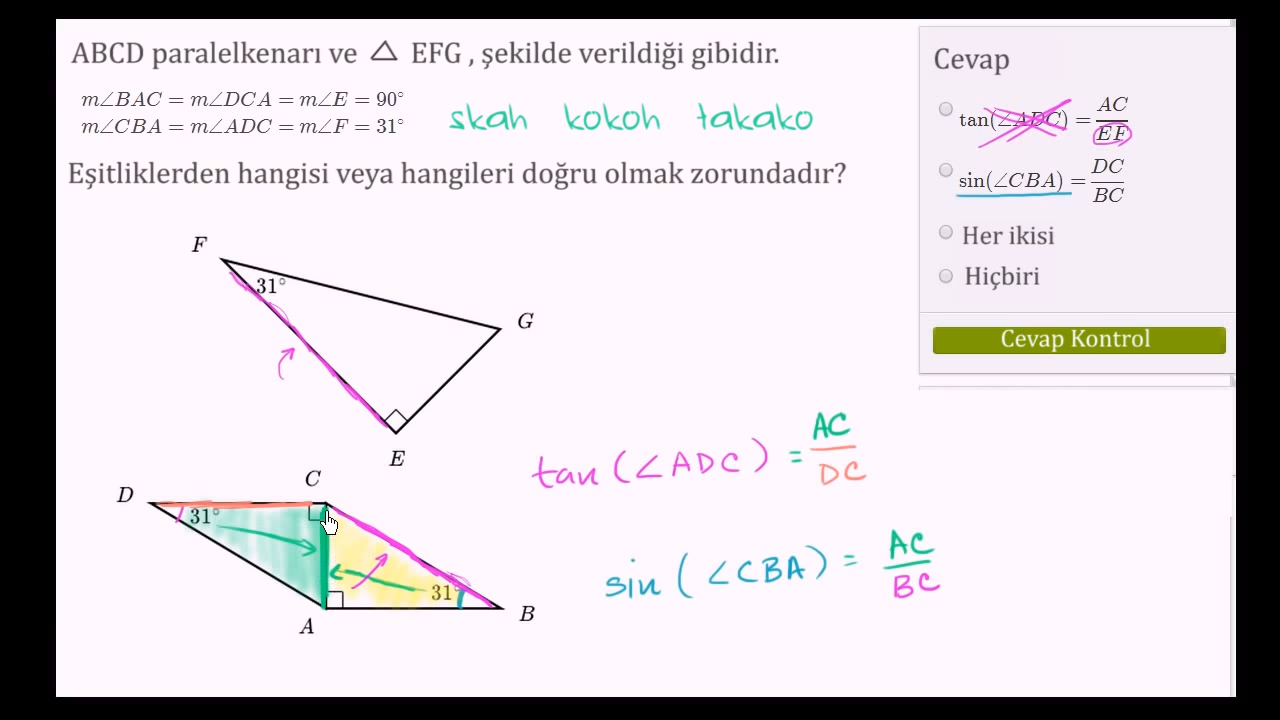 ABCD paralelkenarı ve △ EFG , şekilde verildiği gibidir.
m∠BAC = m∠DCA = m∠E = 90°
m∠CBA = m∠ADC = m∠F = 31°
skah kokoh takako
Eşitliklerden hangisi veya hangileri doğru olmak zorundadır?
Cevap
tan(∠ADC) = AC/EF
sin(∠CBA) = DC/BC
Her ikisi
Hiçbiri
Cevap Kontrol
F
31°
G
E
tan(∠ADC) = AC/DC
C
D
31°
sin(∠CBA) = AC/BC
31°
B
A